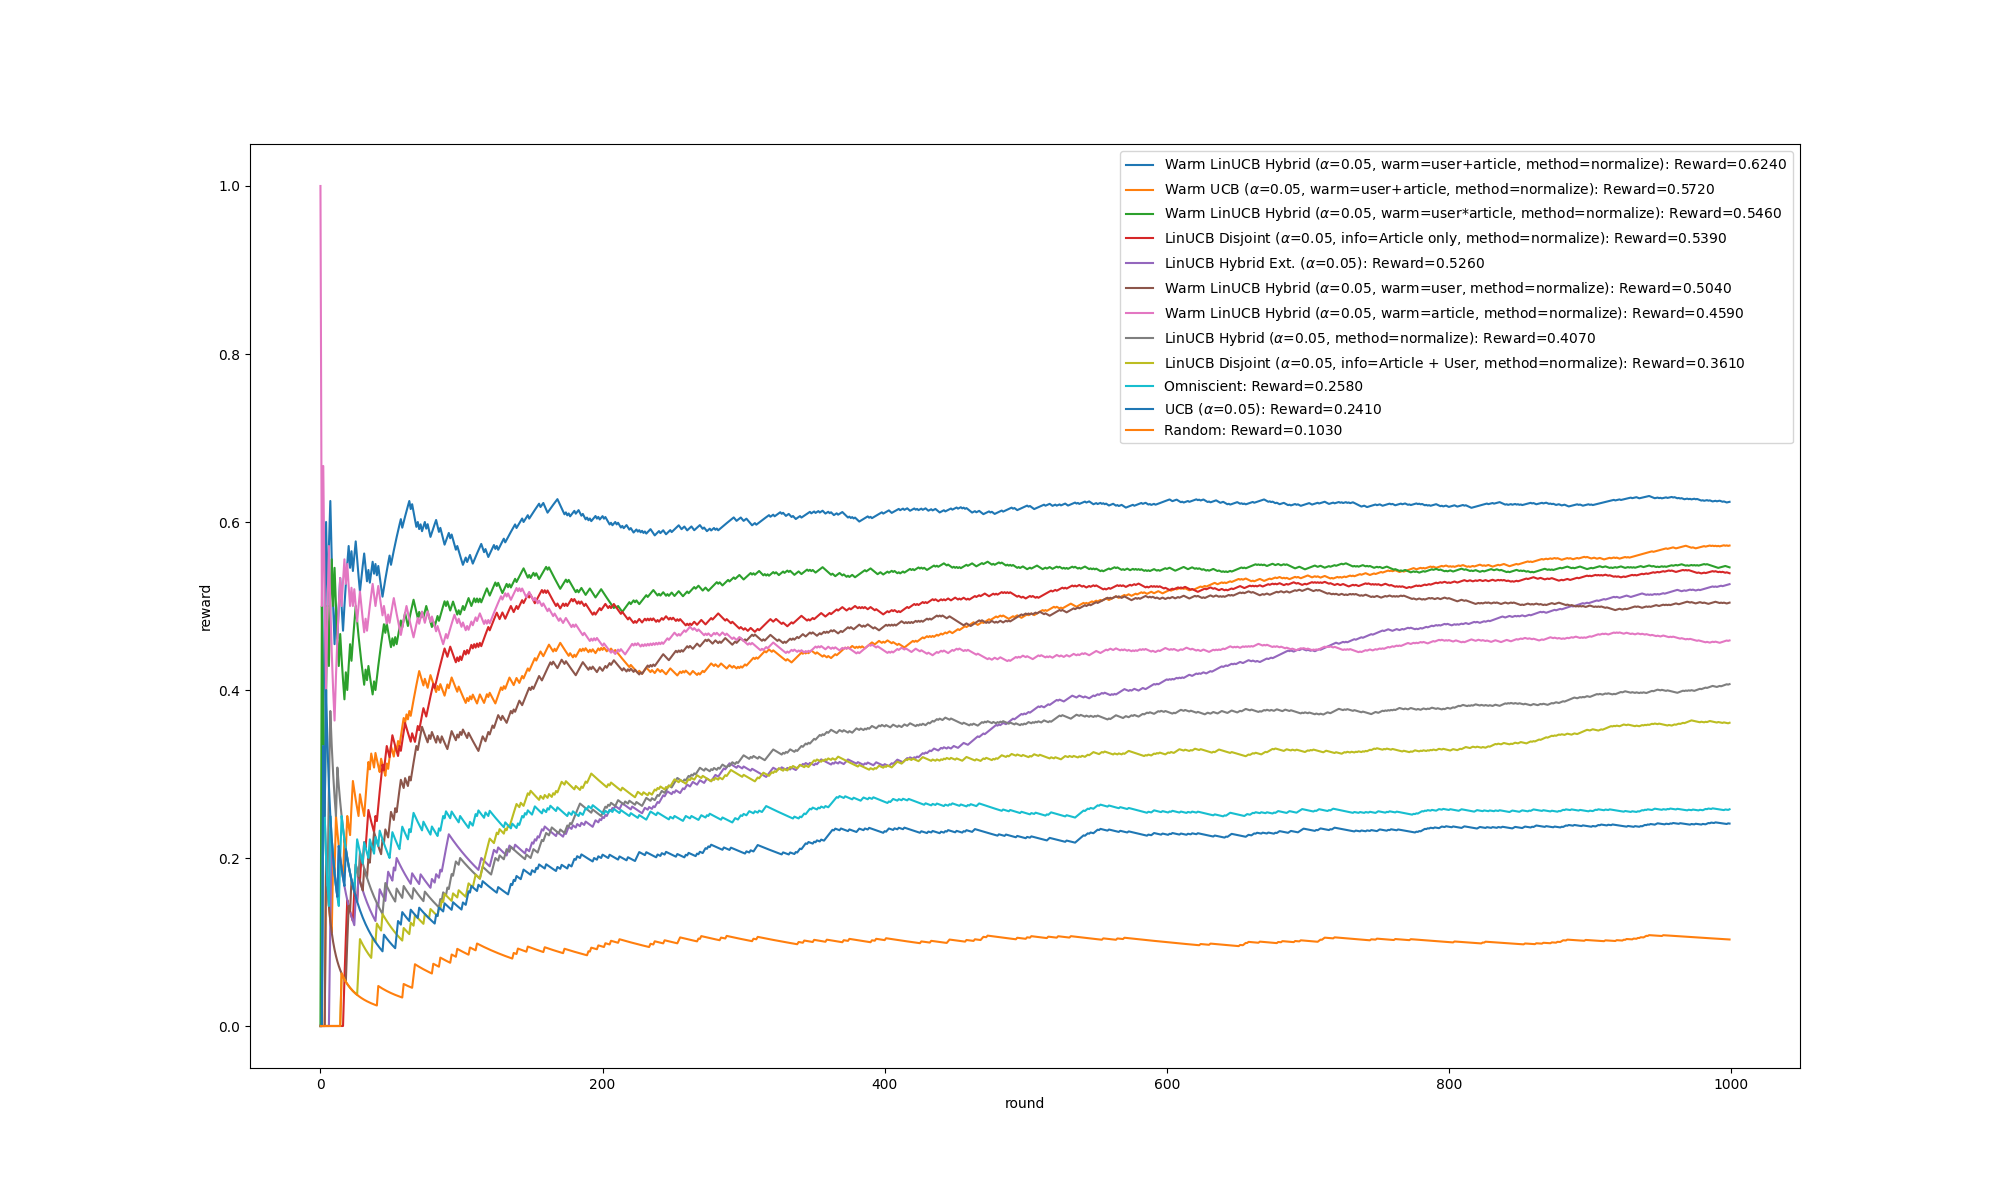 Warm LinUCB Hybrid (α=0.05, warm=user+article, method=normalize): Reward=0.6240
Warm UCB (α=0.05, warm=user+article, method=normalize): Reward=0.5720
Warm LinUCB Hybrid (α=0.05, warm=user*article, method=normalize): Reward=0.5460
LinUCB Disjoint (α=0.05, info=Article only, method=normalize): Reward=0.5390
LinUCB Hybrid Ext. (α=0.05): Reward=0.5260
Warm LinUCB Hybrid (α=0.05, warm=user, method=normalize): Reward=0.5040
Warm LinUCB Hybrid (α=0.05, warm=article, method=normalize): Reward=0.4590
LinUCB Hybrid (α=0.05, method=normalize): Reward=0.4070
LinUCB Disjoint (α=0.05, info=Article + User, method=normalize): Reward=0.3610
Omniscient: Reward=0.2580
UCB (α=0.05): Reward=0.2410
Random: Reward=0.1030
1.0
0.8
0.6
0.4
0.2
0.0
reward
0 200 400 600 800 1000
round